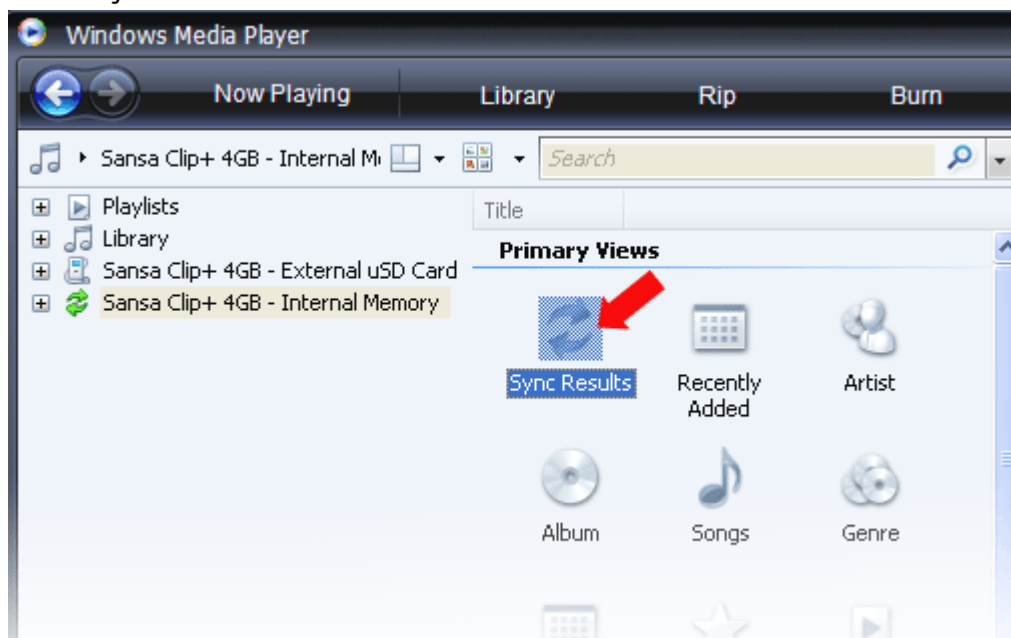 Windows Media Player
Now Playing Library Rip Burn
Sansa Clip+ 4GB - Internal M Search
Playlists
Library
Sansa Clip+ 4GB - External uSD Card
Sansa Clip+ 4GB - Internal Memory
Title
Primary Views
Sync Results Recently Added Artist
Album Songs Genre